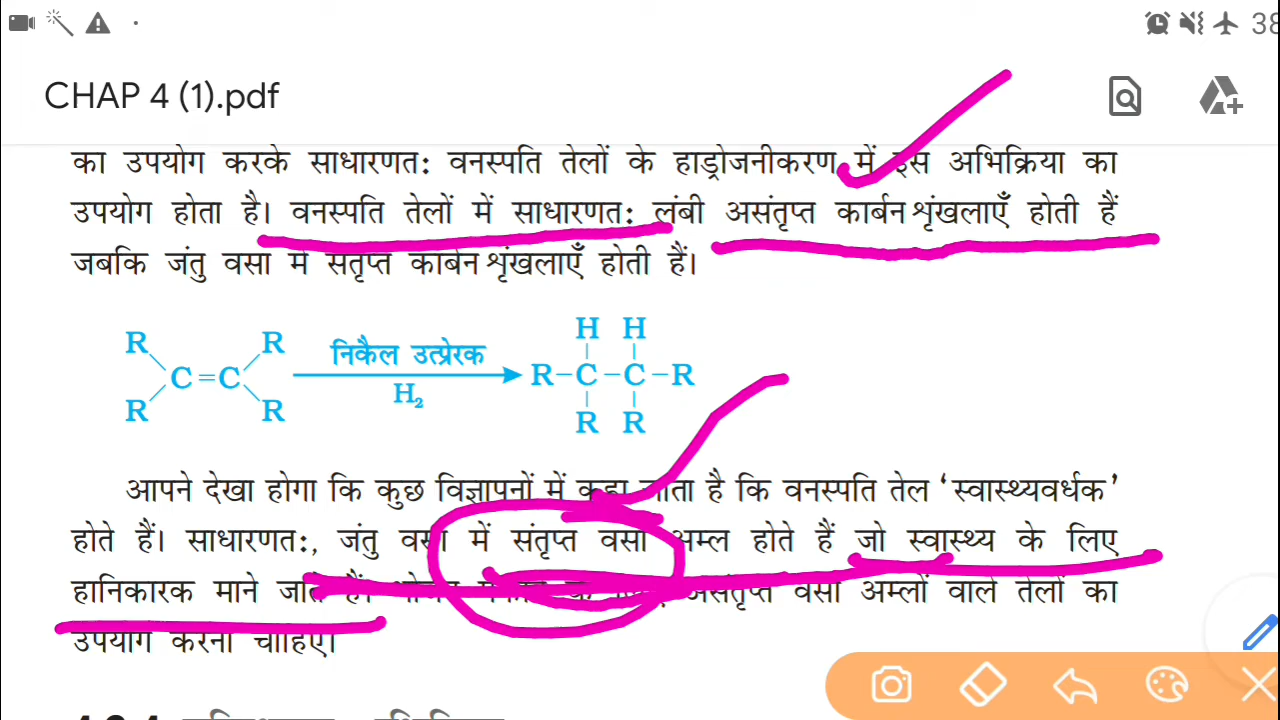 38
CHAP 4 (1).pdf
का उपयोग करके साधारणत: वनस्पति तेलों के हाड्रोजनीकरण में इस अभिक्रिया का
उपयोग होता है। वनस्पति तेलों में साधारणत: लंबी असंतृप्त कार्बन शृंखलाएँ होती हैं
जबकि जंतु वसा में संतृप्त कार्बन शृंखलाएँ होती हैं।
H H
R R निकैल उत्प्रेरक
C=C R-C-C-R
R R H₂
R R
आपने देखा होगा कि कुछ विज्ञापनों में कहा जाता है कि वनस्पति तेल ‘स्वास्थ्यवर्धक’
होते हैं। साधारणत:, जंतु वसा में संतृप्त वसा अम्ल होते हैं जो स्वास्थ्य के लिए
हानिकारक माने जाते हैं। असंतृप्त वसा अम्लों वाले तेलों का
उपयोग करना चाहिए।